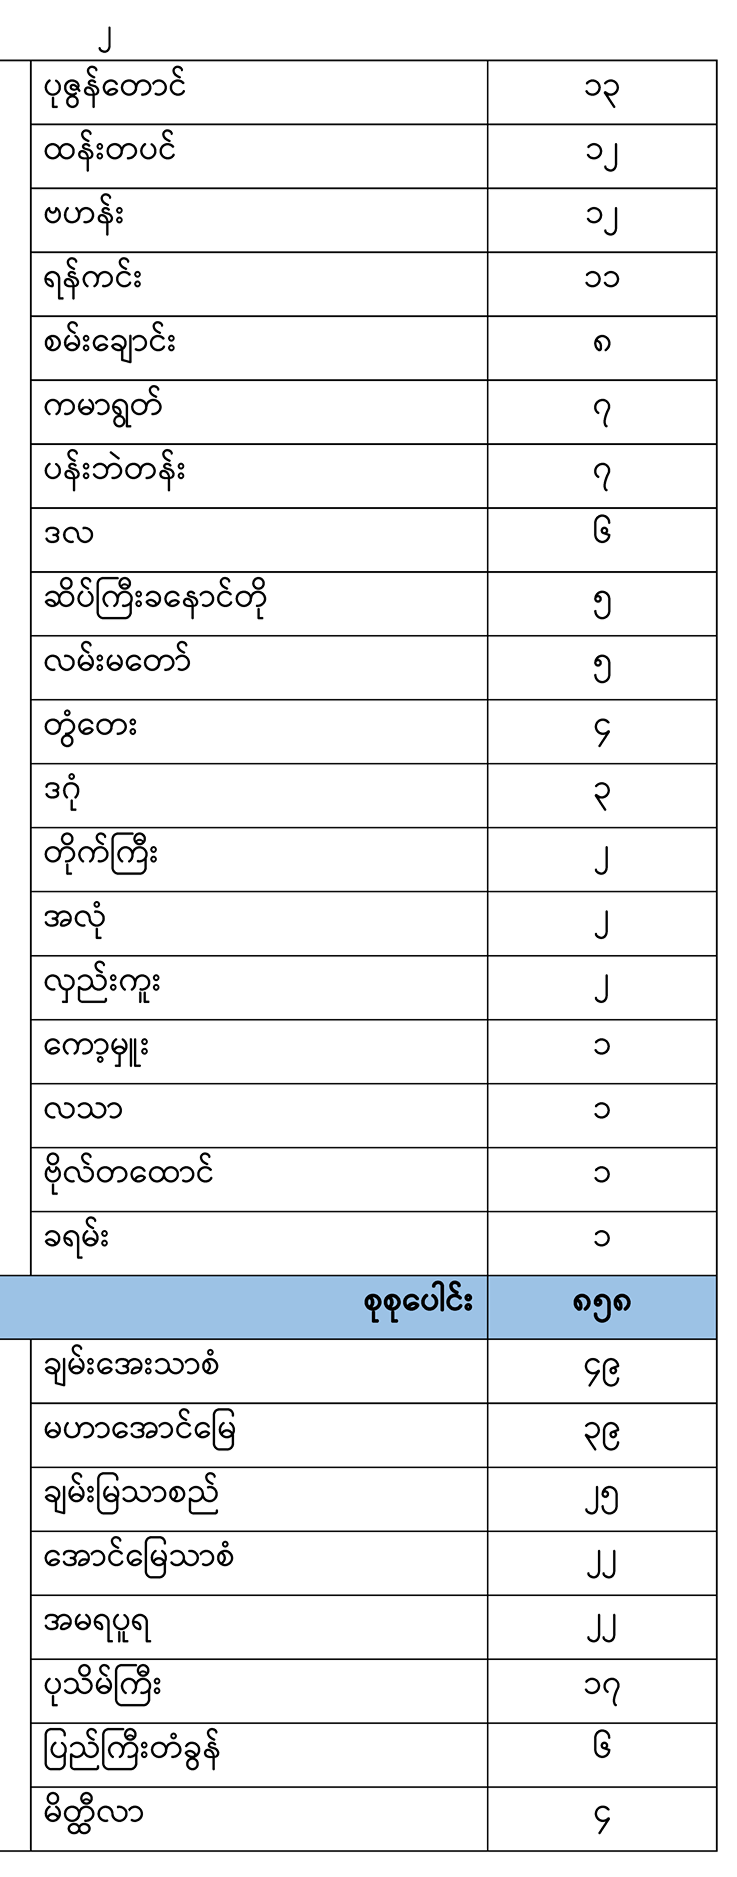 ၂
ပုဇွန်တောင် ၁၃
ထန်းတပင် ၁၂
ဗဟန်း ၁၂
ရန်ကင်း ၁၁
စမ်းချောင်း ၈
ကမာရွတ် ၇
ပန်းဘဲတန်း ၇
ဒလ ၆
ဆိပ်ကြီးခနောင်တို ၅
လမ်းမတော် ၅
တွံတေး ၄
ဒဂုံ ၃
တိုက်ကြီး ၂
အလုံ ၂
လှည်းကူး ၂
ကော့မှူး ၁
လသာ ၁
ဗိုလ်တထောင် ၁
ခရမ်း ၁
စုစုပေါင်း ၈၅၈
ချမ်းအေးသာစံ ၄၉
မဟာအောင်မြေ ၃၉
ချမ်းမြသာစည် ၂၅
အောင်မြေသာစံ ၂၂
အမရပူရ ၂၂
ပုသိမ်ကြီး ၁၇
ပြည်ကြီးတံခွန် ၆
မိတ္ထီလာ ၄